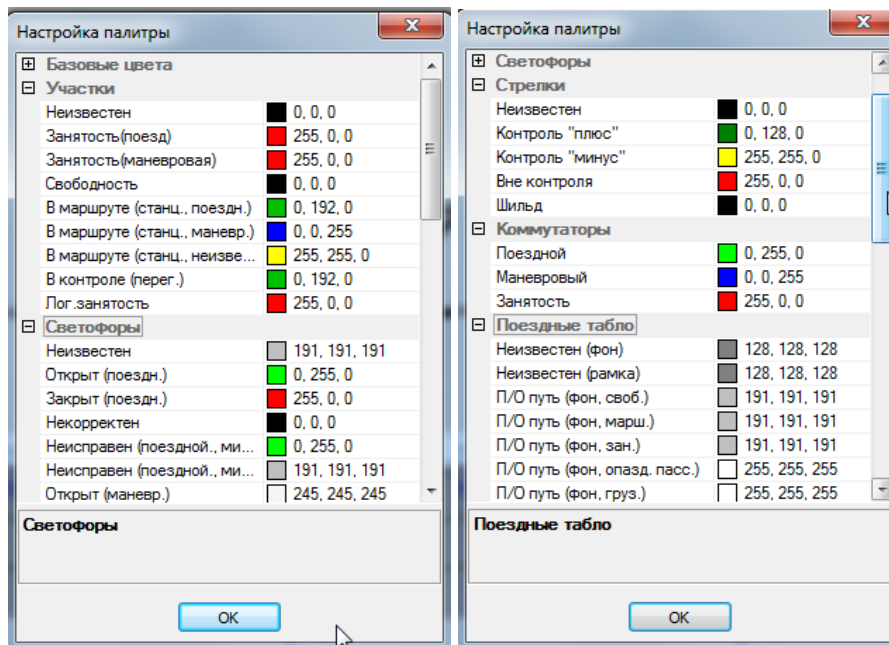 Настройка палитры
Базовые цвета
Участки
Неизвестен 0, 0, 0
Занятость(поезд) 255, 0, 0
Занятость(маневровая) 255, 0, 0
Свободность 0, 0, 0
В маршруте (станц., поездн.) 0, 192, 0
В маршруте (станц., маневр.) 0, 0, 255
В маршруте (станц., неизве... 255, 255, 0
В контроле (перег.) 0, 192, 0
Лог.занятость 255, 0, 0
Светофоры
Неизвестен 191, 191, 191
Открыт (поездн.) 0, 255, 0
Закрыт (поездн.) 255, 0, 0
Некорректен 0, 0, 0
Неисправен (поездной., ми... 0, 255, 0
Неисправен (поездной., ми... 191, 191, 191
Открыт (маневр.) 245, 245, 245
Светофоры
OK
Настройка палитры
Светофоры
Стрелки
Неизвестен 0, 0, 0
Контроль "плюс" 0, 128, 0
Контроль "минус" 255, 255, 0
Вне контроля 255, 0, 0
Шильд 0, 0, 0
Коммутаторы
Поездной 0, 255, 0
Маневровый 0, 0, 255
Занятость 255, 0, 0
Поездные табло
Неизвестен (фон) 128, 128, 128
Неизвестен (рамка) 128, 128, 128
П/О путь (фон, своб.) 191, 191, 191
П/О путь (фон, марш.) 191, 191, 191
П/О путь (фон, зан.) 191, 191, 191
П/О путь (фон, опазд. пасс.) 255, 255, 255
П/О путь (фон, груз.) 255, 255, 255
Поездные табло
OK